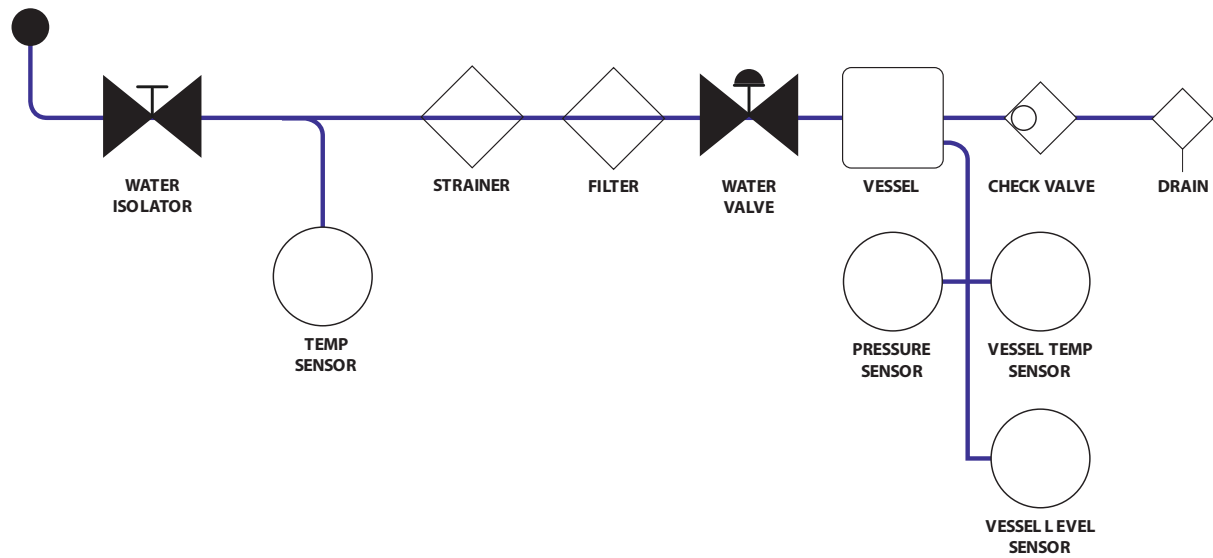 WATER
ISOLATOR
STRAINER
FILTER
WATER
VALVE
VESSEL
CHECK VALVE
DRAIN
TEMP
SENSOR
PRESSURE
SENSOR
VESSEL TEMP
SENSOR
VESSEL L EVEL
SENSOR